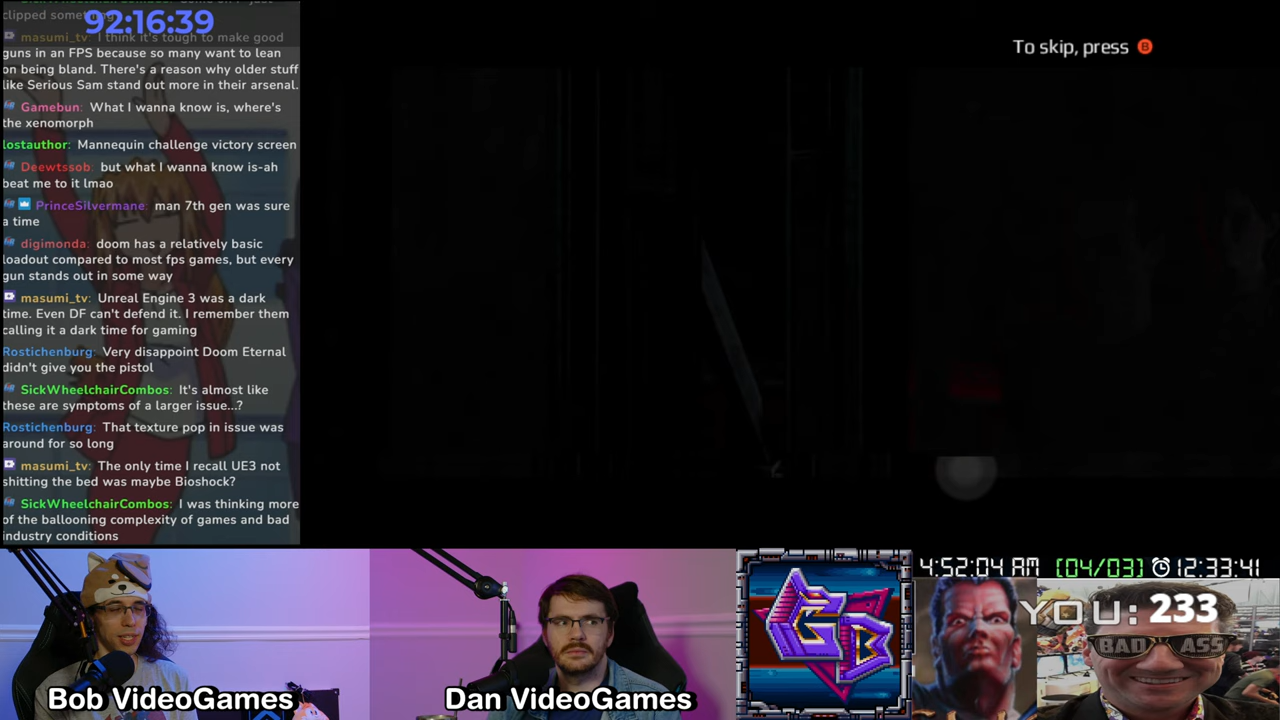 clipped something
92:16:39
masumi_tv: I think it's tough to make good
guns in an FPS because so many want to lean
on being bland. There's a reason why older stuff
like Serious Sam stand out more in their arsenal.
Gamebun: What I wanna know is, where's
the xenomorph
lostauthor: Mannequin challenge victory screen
Deewtssob: but what I wanna know is-ah
beat me to it lmao
PrinceSilvermane: man 7th gen was sure
a time
digimonda: doom has a relatively basic
loadout compared to most fps games, but every
gun stands out in some way
masumi_tv: Unreal Engine 3 was a dark
time. Even DF can't defend it. I remember them
calling it a dark time for gaming
Rostichenburg: Very disappoint Doom Eternal
didn't give you the pistol
SickWheelchairCombos: It's almost like
these are symptoms of a larger issue...?
Rostichenburg: That texture pop in issue was
around for so long
masumi_tv: The only time I recall UE3 not
shitting the bed was maybe Bioshock?
SickWheelchairCombos: I was thinking more
of the ballooning complexity of games and bad
industry conditions
To skip, press B
Bob VideoGames
Dan VideoGames
GB
4:52:04 AM [04/03] 12:33:41
YOU: 233
BAD ASS